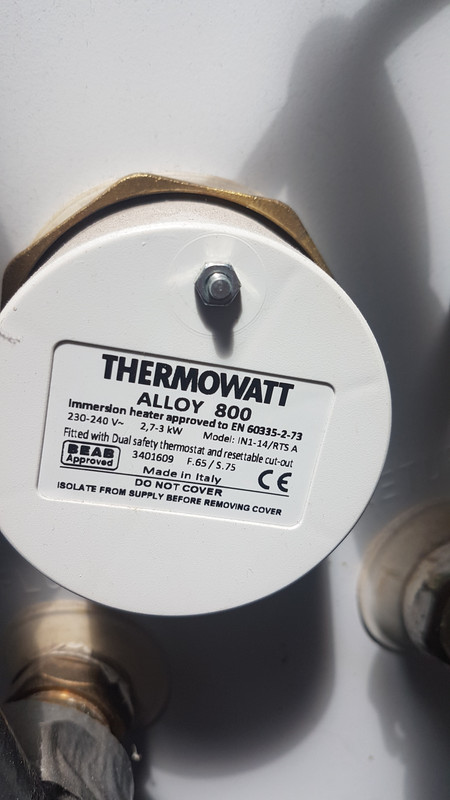 THERMOWATT
ALLOY 800
Immersion heater approved to EN 60335-2-73
230-240 V~ 2,7-3 kW Model: IN1-14/RTS A
Fitted with Dual safety thermostat and resettable cut-out
BEAB Approved 3401609 F.65 / S.75 CE
Made in Italy
DO NOT COVER
ISOLATE FROM SUPPLY BEFORE REMOVING COVER